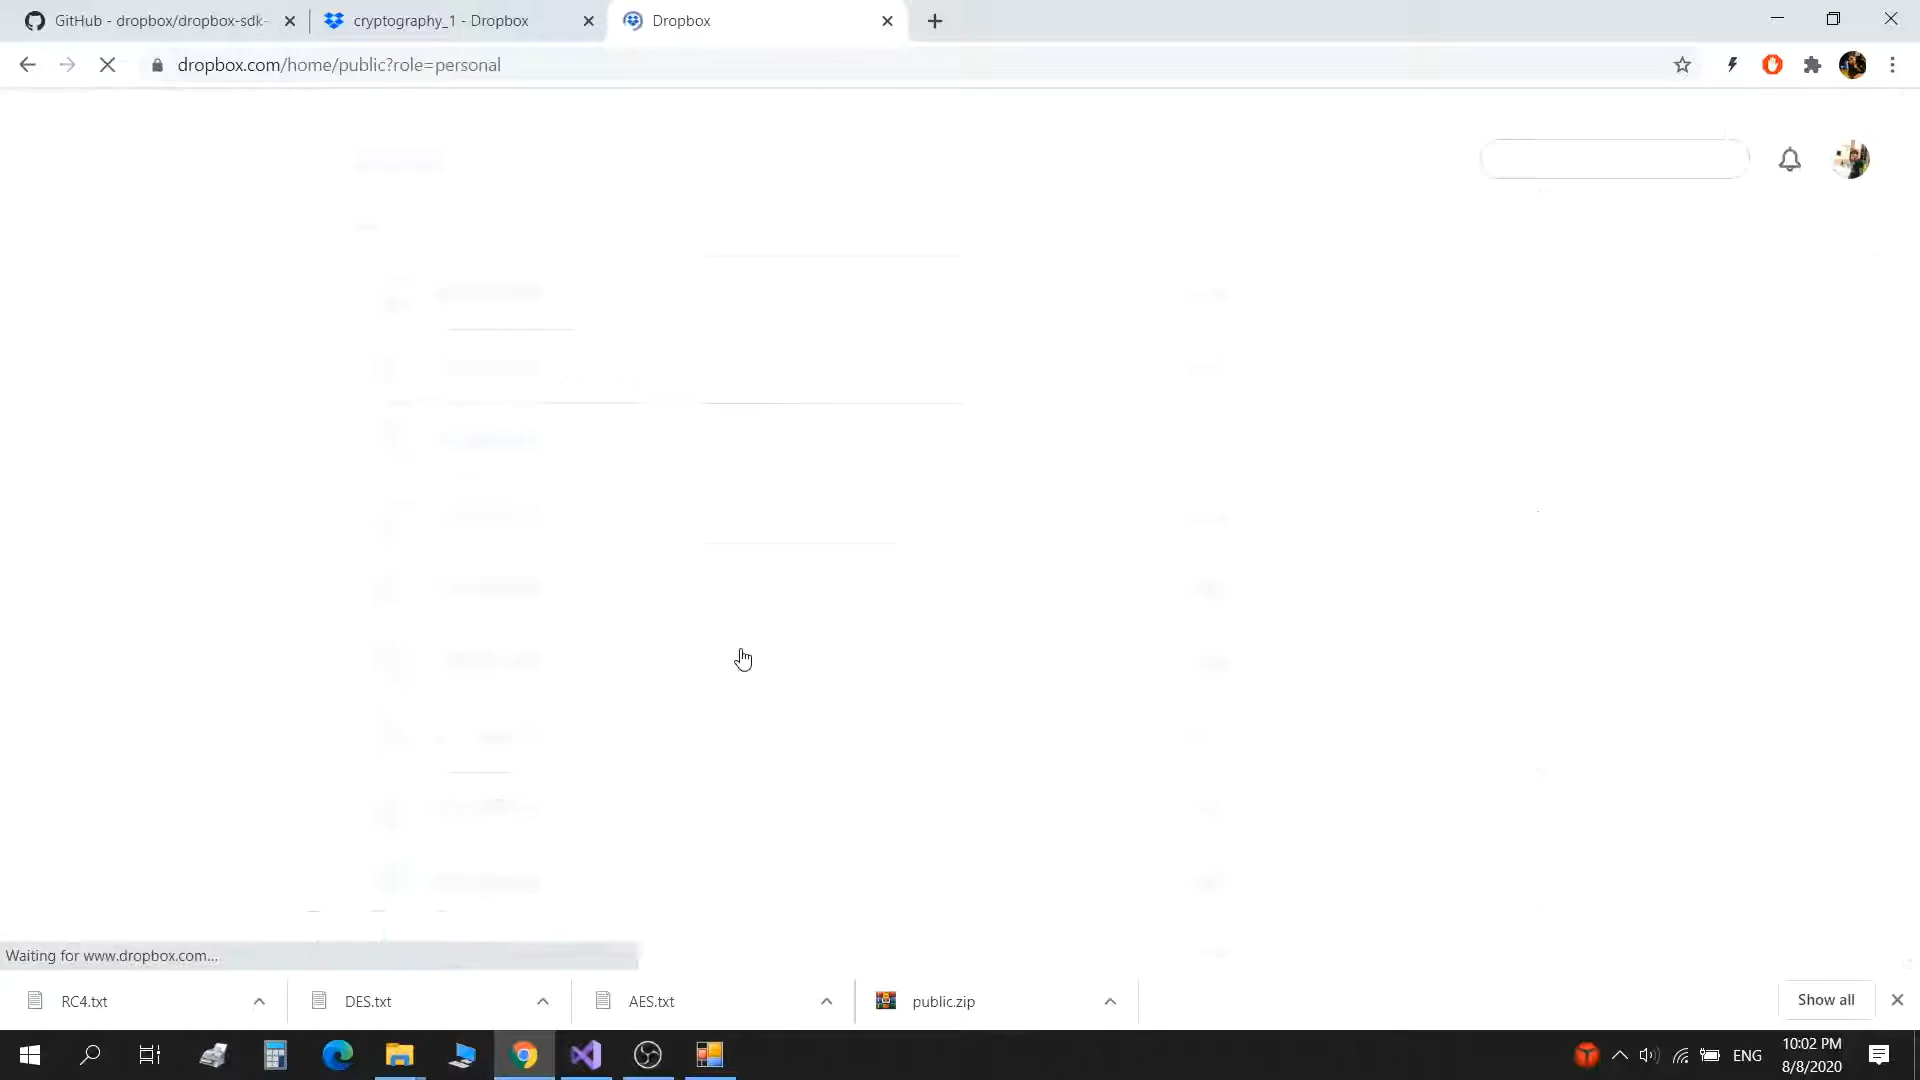 GitHub - dropbox/dropbox-sdk-
cryptography_1 - Dropbox
Dropbox
dropbox.com/home/public?role=personal
Waiting for www.dropbox.com...
RC4.txt
DES.txt
AES.txt
public.zip
Show all
ENG
10:02 PM
8/8/2020